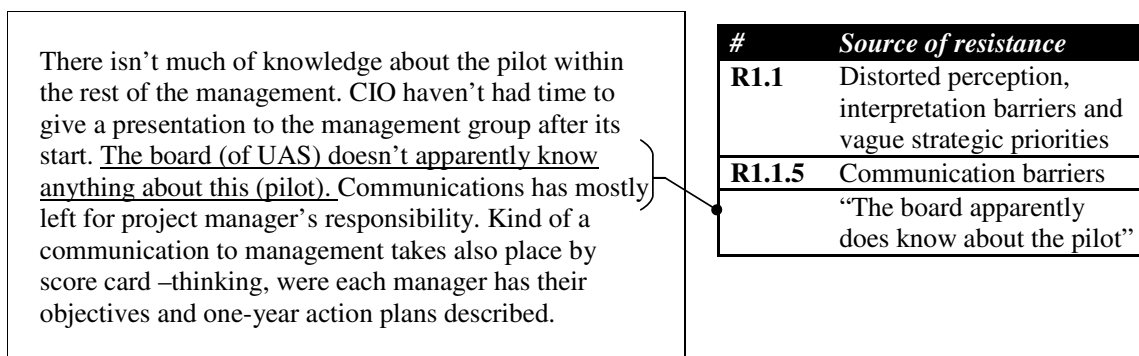 There isn’t much of knowledge about the pilot within
the rest of the management. CIO haven’t had time to
give a presentation to the management group after its
start. The board (of UAS) doesn’t apparently know
anything about this (pilot). Communications has mostly
left for project manager’s responsibility. Kind of a
communication to management takes also place by
score card –thinking, were each manager has their
objectives and one-year action plans described.
# Source of resistance
R1.1 Distorted perception,
interpretation barriers and
vague strategic priorities
R1.1.5 Communication barriers
“The board apparently
does know about the pilot”